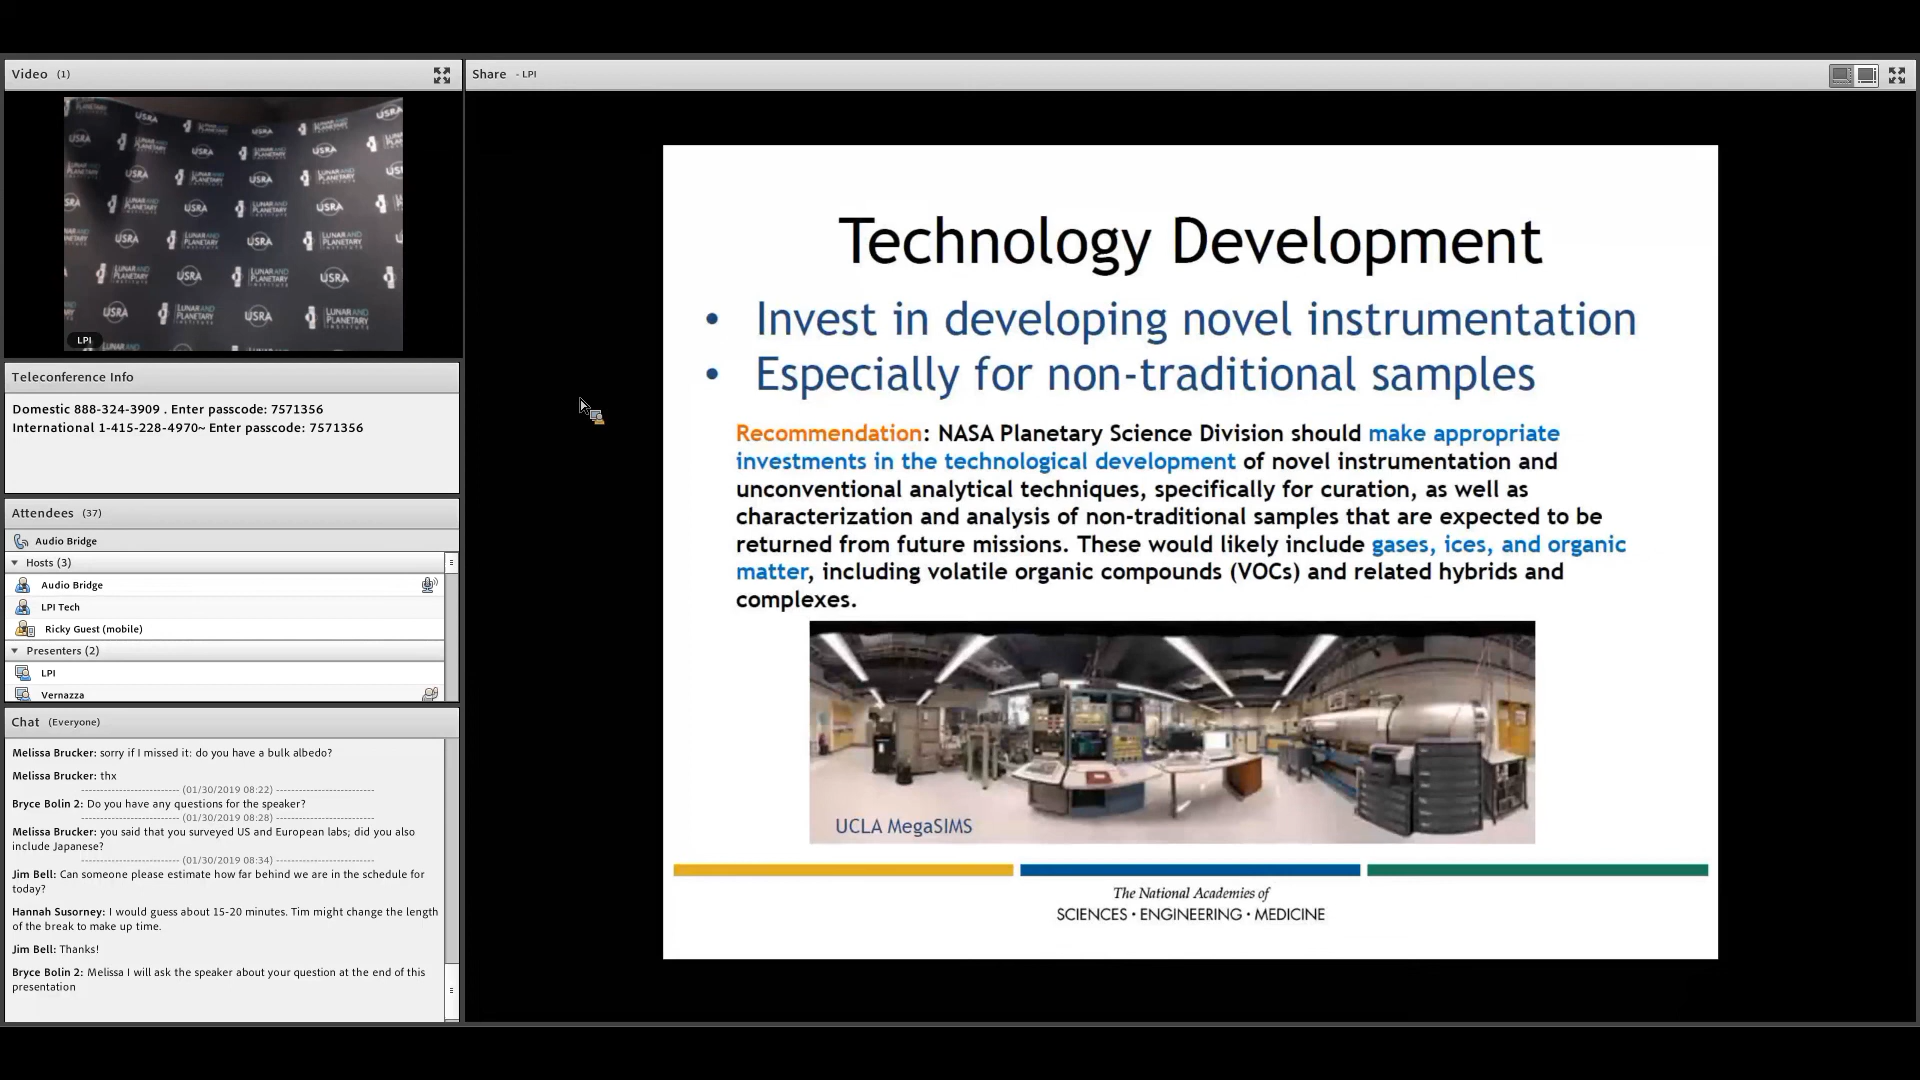 Video (1)
LUNAR AND PLANETARY INSTITUTE
USRA
LPI
Teleconference Info
Domestic 888-324-3909 . Enter passcode: 7571356
International 1-415-228-4970~ Enter passcode: 7571356
Attendees (37)
Audio Bridge
Hosts (3)
Audio Bridge
LPI Tech
Ricky Guest (mobile)
Presenters (2)
LPI
Vernazza
Chat (Everyone)
Melissa Brucker: sorry if I missed it: do you have a bulk albedo?
Melissa Brucker: thx
------------------------ (01/30/2019 08:22) ------------------------
Bryce Bolin 2: Do you have any questions for the speaker?
------------------------ (01/30/2019 08:28) ------------------------
Melissa Brucker: you said that you surveyed US and European labs; did you also
include Japanese?
------------------------ (01/30/2019 08:34) ------------------------
Jim Bell: Can someone please estimate how far behind we are in the schedule for
today?
Hannah Susorney: I would guess about 15-20 minutes. Tim might change the length
of the break to make up time.
Jim Bell: Thanks!
Bryce Bolin 2: Melissa I will ask the speaker about your question at the end of this
presentation
Share - LPI
Technology Development
• Invest in developing novel instrumentation
• Especially for non-traditional samples
Recommendation: NASA Planetary Science Division should make appropriate
investments in the technological development of novel instrumentation and
unconventional analytical techniques, specifically for curation, as well as
characterization and analysis of non-traditional samples that are expected to be
returned from future missions. These would likely include gases, ices, and organic
matter, including volatile organic compounds (VOCs) and related hybrids and
complexes.
UCLA MegaSIMS
The National Academies of
SCIENCES • ENGINEERING • MEDICINE